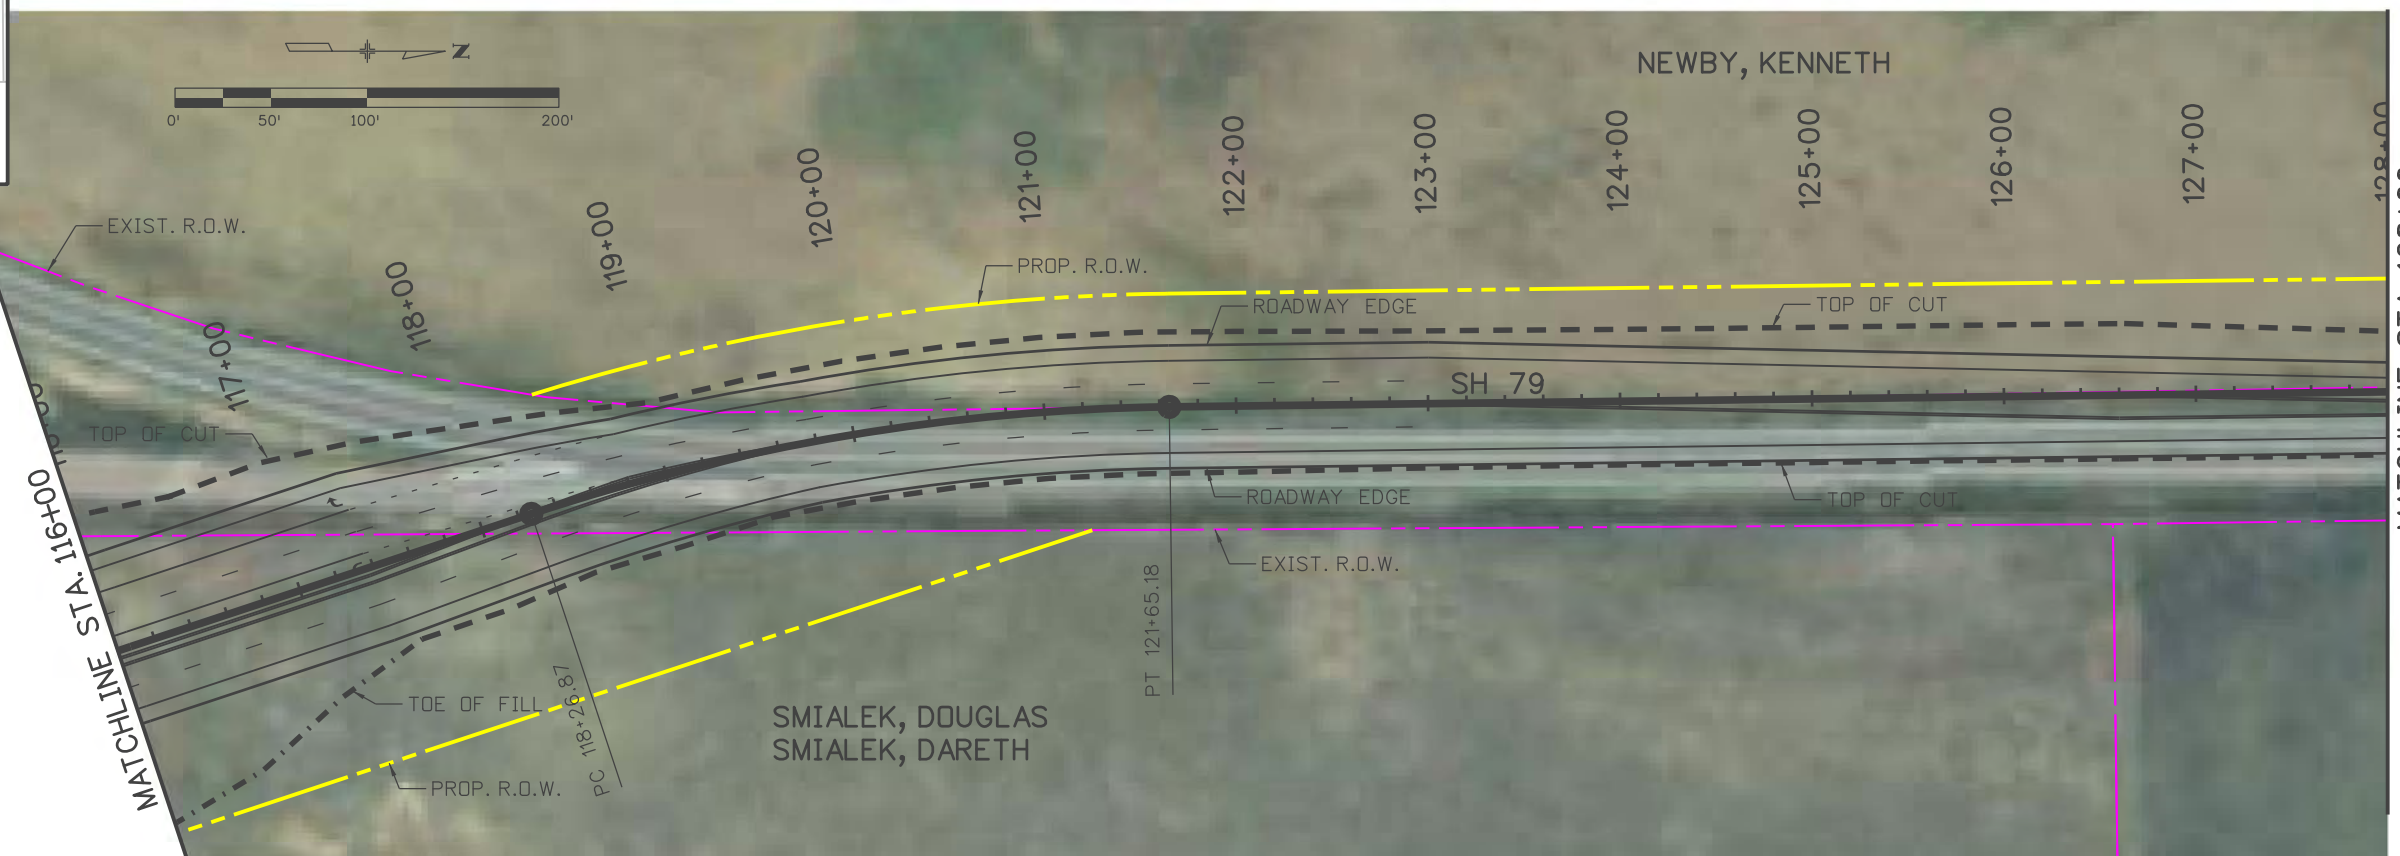 N
0' 50' 100' 200'
NEWBY, KENNETH
EXIST. R.O.W.
117+00
118+00
119+00
120+00
121+00
122+00
123+00
124+00
125+00
126+00
127+00
128+00
PROP. R.O.W.
ROADWAY EDGE
TOP OF CUT
SH 79
TOP OF CUT
ROADWAY EDGE
TOP OF CUT
EXIST. R.O.W.
MATCHLINE STA. 116+00
PC 118+26.87
PT 121+65.18
TOE OF FILL
SMIALEK, DOUGLAS
SMIALEK, DARETH
PROP. R.O.W.